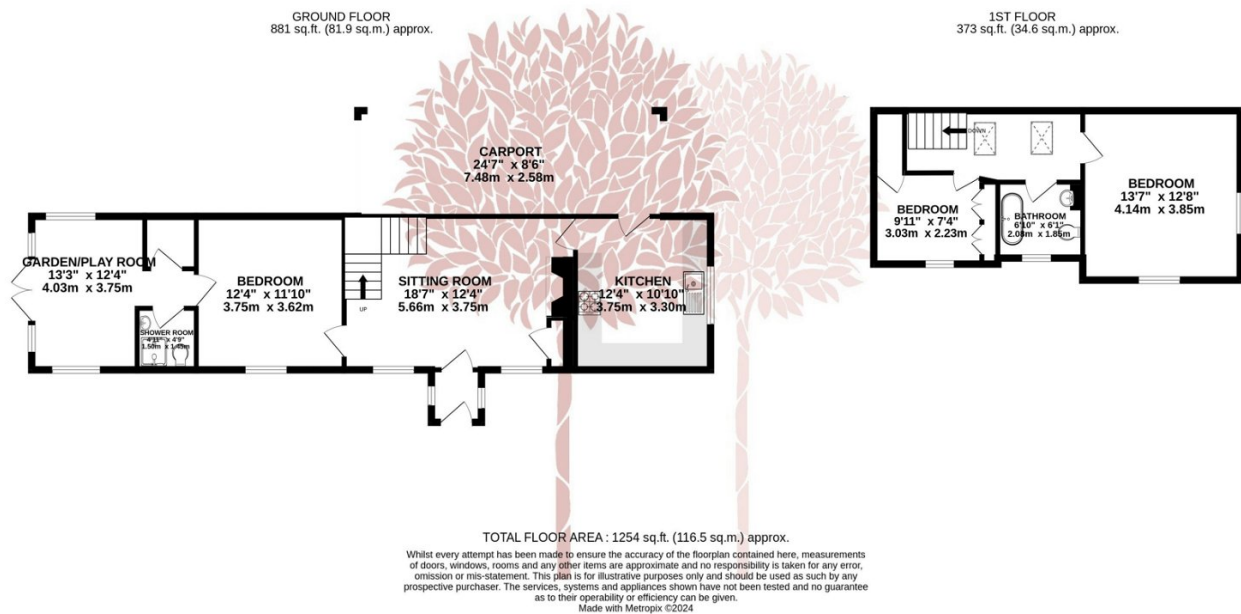 GROUND FLOOR
881 sq.ft. (81.9 sq.m.) approx.
1ST FLOOR
373 sq.ft. (34.6 sq.m.) approx.
CARPORT
24'7" x 8'6"
7.48m x 2.58m
GARDEN/PLAY ROOM
13'3" x 12'4"
4.03m x 3.75m
SHOWER ROOM
4'11" x 4'9"
1.50m x 1.45m
BEDROOM
12'4" x 11'10"
3.75m x 3.62m
UP
SITTING ROOM
18'7" x 12'4"
5.66m x 3.75m
KITCHEN
12'4" x 10'10"
3.75m x 3.30m
DOWN
BEDROOM
9'11" x 7'4"
3.03m x 2.23m
BATHROOM
6'10" x 6'1"
2.08m x 1.85m
BEDROOM
13'7" x 12'8"
4.14m x 3.85m
TOTAL FLOOR AREA : 1254 sq.ft. (116.5 sq.m.) approx.
Whilst every attempt has been made to ensure the accuracy of the floorplan contained here, measurements
of doors, windows, rooms and any other items are approximate and no responsibility is taken for any error,
omission or mis-statement. This plan is for illustrative purposes only and should be used as such by any
prospective purchaser. The services, systems and appliances shown have not been tested and no guarantee
as to their operability or efficiency can be given.
Made with Metropix ©2024